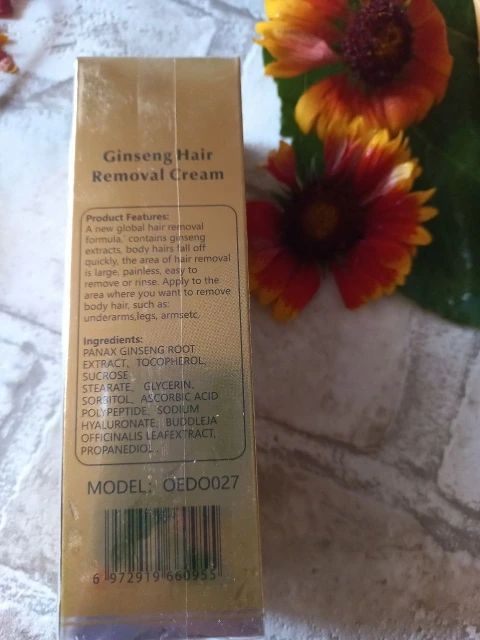 Ginseng Hair
Removal Cream
Product Features:
A new global hair removal
formula, contains ginseng
extracts, body hairs fall off
quickly, the area of hair removal
is large, painless, easy to
remove or rinse. Apply to the
area where you want to remove
body hair, such as:
underarms,legs, armsetc.
Ingredients:
PANAX GINSENG ROOT
EXTRACT, TOCOPHEROL,
SUCROSE
STEARATE, GLYCERIN,
SORBITOL, ASCORBIC ACID
POLYPEPTIDE, SODIUM
HYALURONATE, BUDDLEJA
OFFICINALIS LEAFEXTRACT,
PROPANEDIOL.
MODEL: OEDO027
6 972919 660955